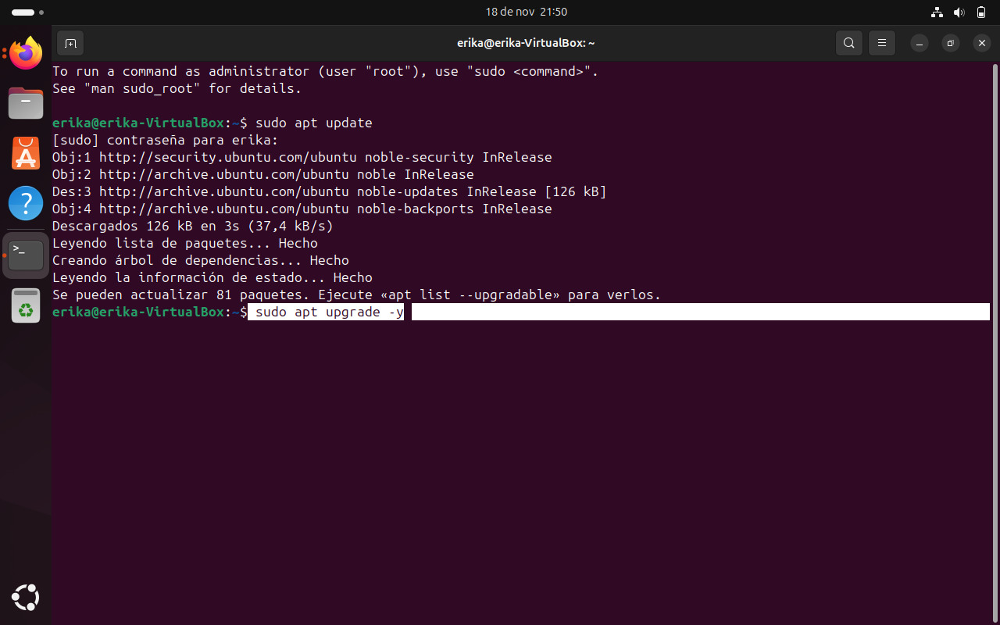 18 de nov 21:50
erika@erika-VirtualBox: ~
To run a command as administrator (user "root"), use "sudo <command>".
See "man sudo_root" for details.
erika@erika-VirtualBox:~$ sudo apt update
[sudo] contraseña para erika:
Obj:1 http://security.ubuntu.com/ubuntu noble-security InRelease
Obj:2 http://archive.ubuntu.com/ubuntu noble InRelease
Des:3 http://archive.ubuntu.com/ubuntu noble-updates InRelease [126 kB]
Obj:4 http://archive.ubuntu.com/ubuntu noble-backports InRelease
Descargados 126 kB en 3s (37,4 kB/s)
Leyendo lista de paquetes... Hecho
Creando árbol de dependencias... Hecho
Leyendo la información de estado... Hecho
Se pueden actualizar 81 paquetes. Ejecute «apt list --upgradable» para verlos.
erika@erika-VirtualBox:~$ sudo apt upgrade -y